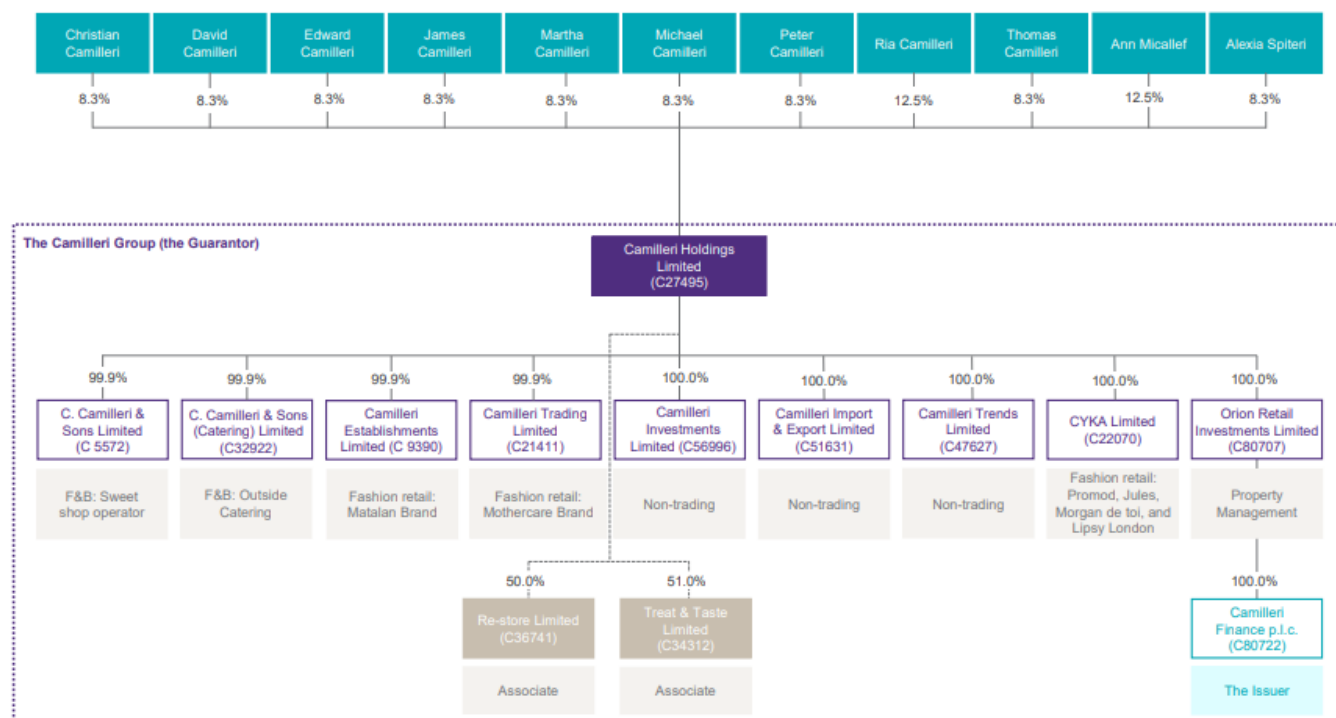 Christian
Camilleri
David
Camilleri
Edward
Camilleri
James
Camilleri
Martha
Camilleri
Michael
Camilleri
Peter
Camilleri
Ria Camilleri
Thomas
Camilleri
Ann Micallef
Alexia Spiteri
8.3%
8.3%
8.3%
8.3%
8.3%
8.3%
8.3%
12.5%
8.3%
12.5%
8.3%
The Camilleri Group (the Guarantor)
Camilleri Holdings
Limited
(C27495)
99.9%
99.9%
99.9%
99.9%
100.0%
100.0%
100.0%
100.0%
100.0%
C. Camilleri &
Sons Limited
(C 5572)
C. Camilleri & Sons
(Catering) Limited
(C32922)
Camilleri
Establishments
Limited (C 9390)
Camilleri Trading
Limited
(C21411)
Camilleri
Investments
Limited (C56996)
Camilleri Import
& Export Limited
(C51631)
Camilleri Trends
Limited
(C47627)
CYKA Limited
(C22070)
Orion Retail
Investments Limited
(C80707)
F&B: Sweet
shop operator
F&B: Outside
Catering
Fashion retail:
Matalan Brand
Fashion retail:
Mothercare Brand
Non-trading
Non-trading
Non-trading
Fashion retail:
Promod, Jules,
Morgan de toi, and
Lipsy London
Property
Management
50.0%
51.0%
100.0%
Re-store Limited
(C36741)
Treat & Taste
Limited
(C34312)
Camilleri
Finance p.l.c.
(C80722)
Associate
Associate
The Issuer